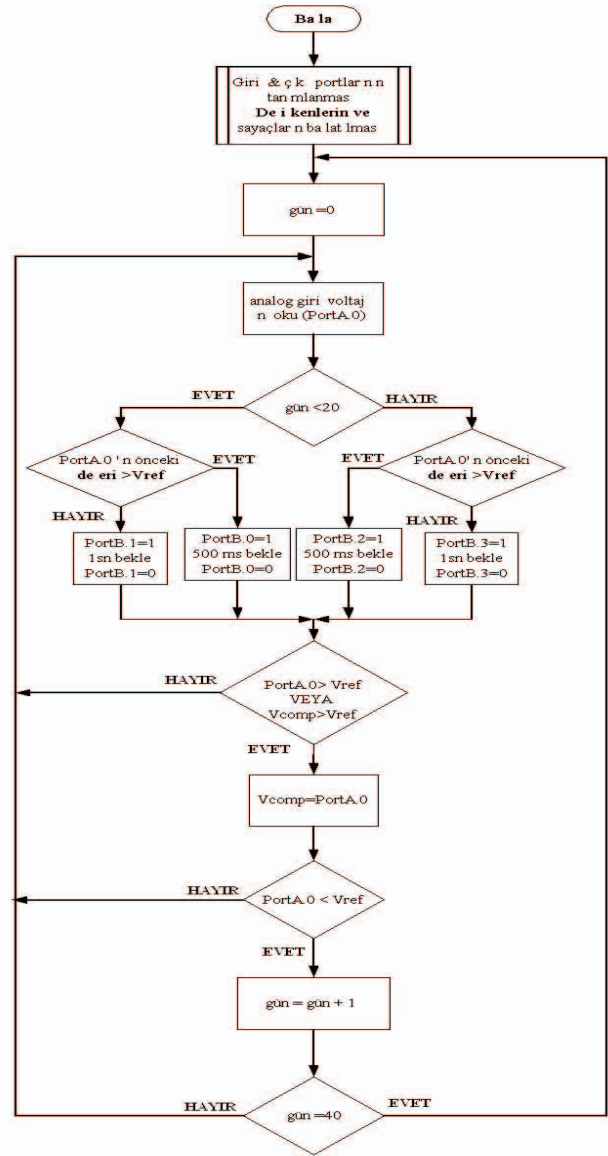 Ba la
Giri & ç k portlar n n
tan mlanmas
De i kenlerin ve
sayaçlar n ba lat lmas
gün =0
analog giri voltaj
n oku (PortA.0)
EVET
HAYIR
gün <20
PortA.0 ' n önceki
de eri >Vref
EVET
HAYIR
EVET
PortA.0' n önceki
de eri >Vref
HAYIR
PortB.1=1
1sn bekle
PortB.1=0
PortB.0=1
500 ms bekle
PortB.0=0
PortB.2=1
500 ms bekle
PortB.2=0
PortB.3=1
1sn bekle
PortB.3=0
HAYIR
PortA.0> Vref
VEYA
Vcomp>Vref
EVET
Vcomp=PortA.0
HAYIR
PortA.0 < Vref
EVET
gün = gün + 1
HAYIR
gün =40
EVET